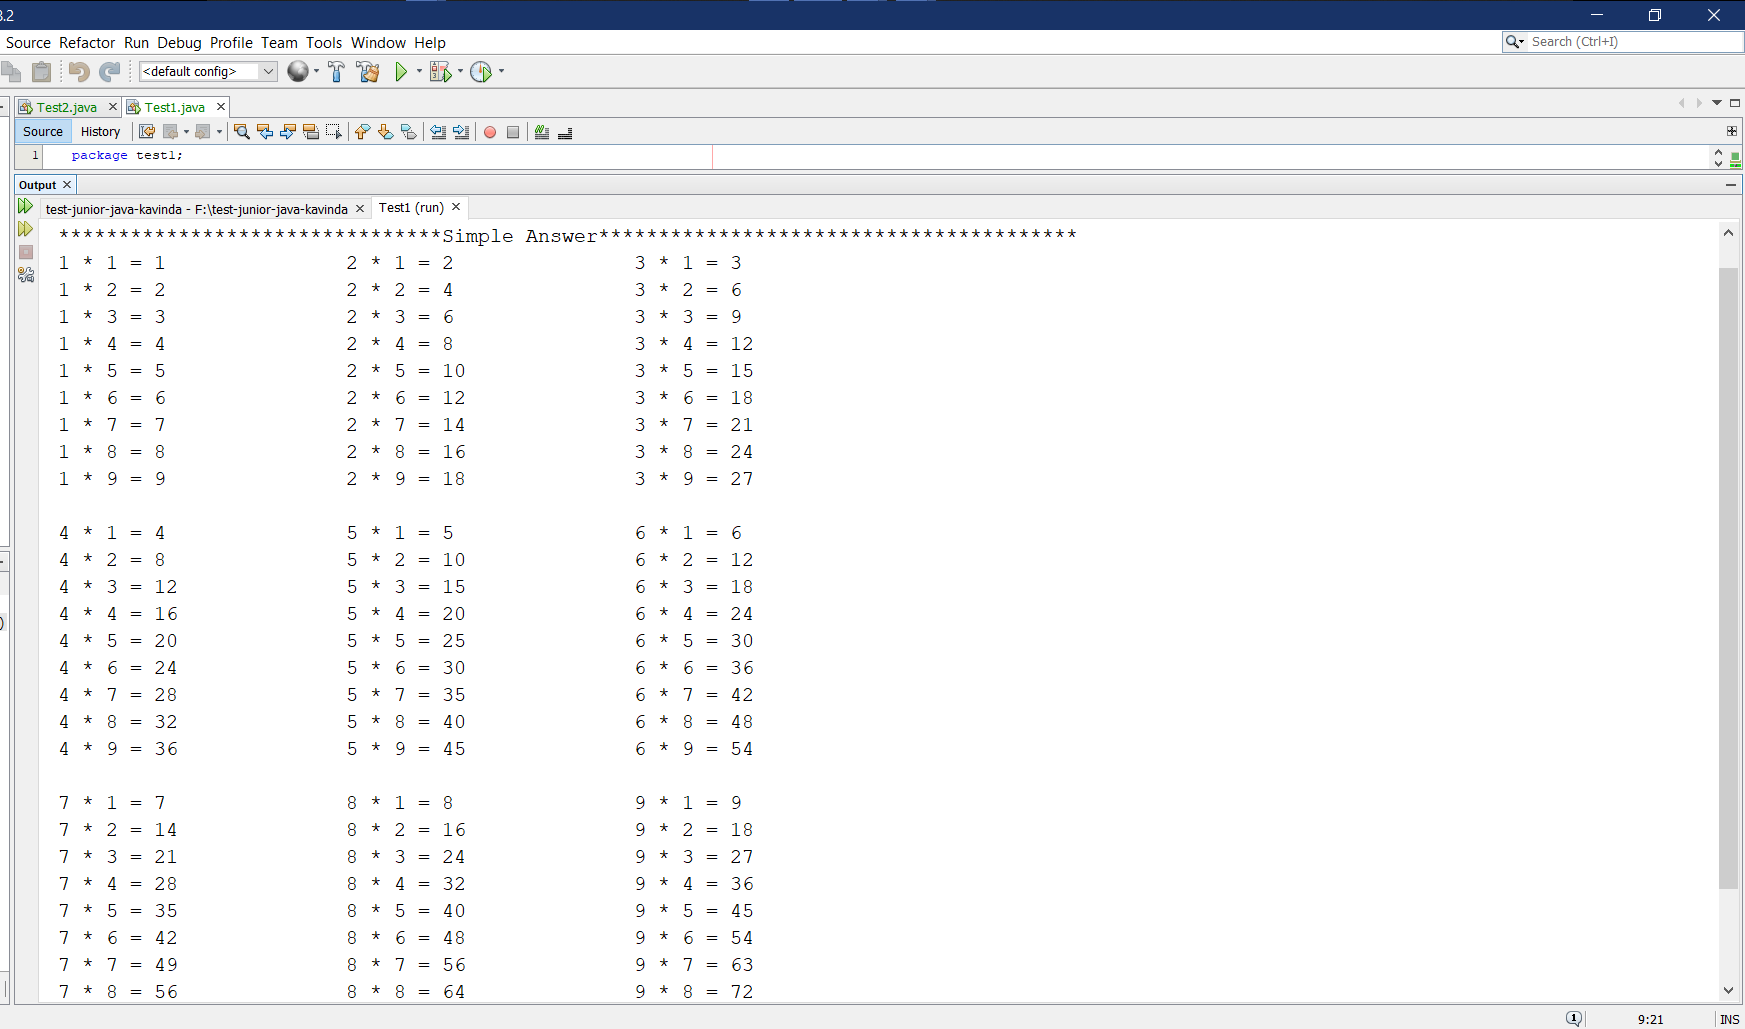 3.2
Source Refactor Run Debug Profile Team Tools Window Help Search (Ctrl+I)
<default config>
Test2.java Test1.java
Source History
1 package test1;
Output
test-junior-java-kavinda - F:\test-junior-java-kavinda Test1 (run)
********************************Simple Answer****************************************
1 * 1 = 1 2 * 1 = 2 3 * 1 = 3
1 * 2 = 2 2 * 2 = 4 3 * 2 = 6
1 * 3 = 3 2 * 3 = 6 3 * 3 = 9
1 * 4 = 4 2 * 4 = 8 3 * 4 = 12
1 * 5 = 5 2 * 5 = 10 3 * 5 = 15
1 * 6 = 6 2 * 6 = 12 3 * 6 = 18
1 * 7 = 7 2 * 7 = 14 3 * 7 = 21
1 * 8 = 8 2 * 8 = 16 3 * 8 = 24
1 * 9 = 9 2 * 9 = 18 3 * 9 = 27
4 * 1 = 4 5 * 1 = 5 6 * 1 = 6
4 * 2 = 8 5 * 2 = 10 6 * 2 = 12
4 * 3 = 12 5 * 3 = 15 6 * 3 = 18
4 * 4 = 16 5 * 4 = 20 6 * 4 = 24
4 * 5 = 20 5 * 5 = 25 6 * 5 = 30
4 * 6 = 24 5 * 6 = 30 6 * 6 = 36
4 * 7 = 28 5 * 7 = 35 6 * 7 = 42
4 * 8 = 32 5 * 8 = 40 6 * 8 = 48
4 * 9 = 36 5 * 9 = 45 6 * 9 = 54
7 * 1 = 7 8 * 1 = 8 9 * 1 = 9
7 * 2 = 14 8 * 2 = 16 9 * 2 = 18
7 * 3 = 21 8 * 3 = 24 9 * 3 = 27
7 * 4 = 28 8 * 4 = 32 9 * 4 = 36
7 * 5 = 35 8 * 5 = 40 9 * 5 = 45
7 * 6 = 42 8 * 6 = 48 9 * 6 = 54
7 * 7 = 49 8 * 7 = 56 9 * 7 = 63
7 * 8 = 56 8 * 8 = 64 9 * 8 = 72
1 9:21 INS